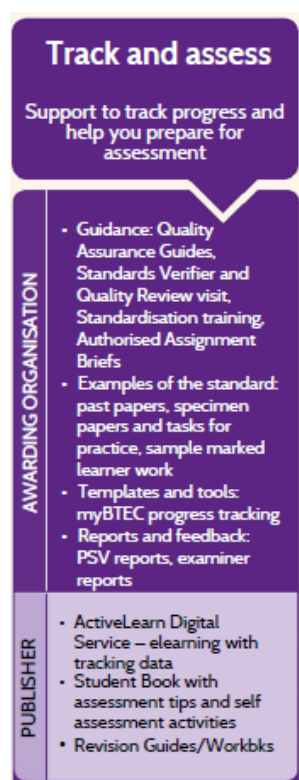 Track and assess
Support to track progress and
help you prepare for
assessment
AWARDING ORGANISATION
• Guidance: Quality
Assurance Guides,
Standards Verifier and
Quality Review visit,
Standardisation training,
Authorised Assignment
Briefs
• Examples of the standard:
past papers, specimen
papers and tasks for
practice, sample marked
learner work
• Templates and tools:
myBTEC progress tracking
• Reports and feedback:
PSV reports, examiner
reports
PUBLISHER
• ActiveLearn Digital
Service – elearning with
tracking data
• Student Book with
assessment tips and self
assessment activities
• Revision Guides/Workbks